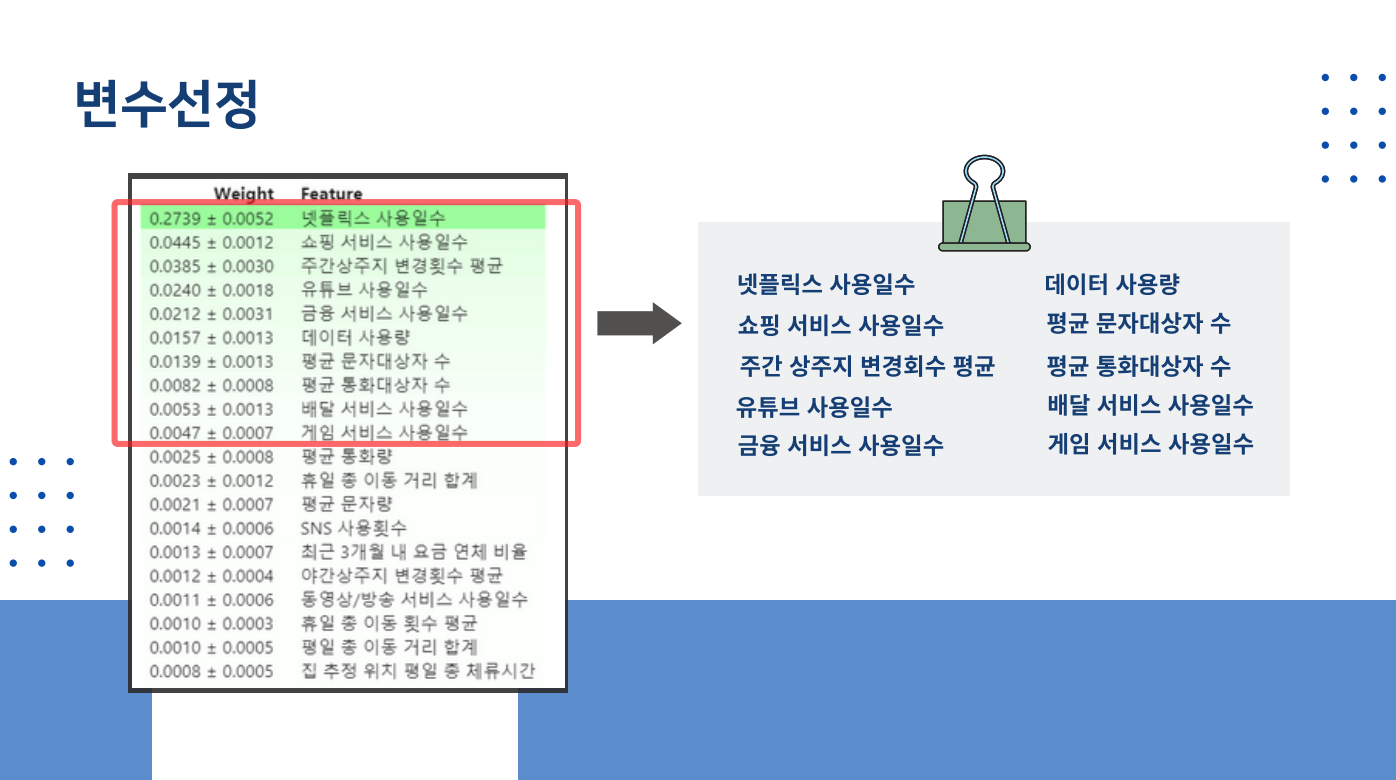 변수선정
Weight Feature
0.2739 ± 0.0052 넷플릭스 사용일수
0.0445 ± 0.0012 쇼핑 서비스 사용일수
0.0385 ± 0.0030 주간상주지 변경횟수 평균
0.0240 ± 0.0018 유튜브 사용일수
0.0212 ± 0.0031 금융 서비스 사용일수
0.0157 ± 0.0013 데이터 사용량
0.0139 ± 0.0013 평균 문자대상자 수
0.0082 ± 0.0008 평균 통화대상자 수
0.0053 ± 0.0013 배달 서비스 사용일수
0.0047 ± 0.0007 게임 서비스 사용일수
0.0025 ± 0.0008 평균 통화량
0.0023 ± 0.0012 휴일 총 이동 거리 합계
0.0021 ± 0.0007 평균 문자량
0.0014 ± 0.0006 SNS 사용횟수
0.0013 ± 0.0007 최근 3개월 내 요금 연체 비율
0.0012 ± 0.0004 야간상주지 변경횟수 평균
0.0011 ± 0.0006 동영상/방송 서비스 사용일수
0.0010 ± 0.0003 휴일 총 이동 횟수 평균
0.0010 ± 0.0005 평일 총 이동 거리 합계
0.0008 ± 0.0005 집 추정 위치 평일 총 체류시간
넷플릭스 사용일수
쇼핑 서비스 사용일수
주간 상주지 변경회수 평균
유튜브 사용일수
금융 서비스 사용일수
데이터 사용량
평균 문자대상자 수
평균 통화대상자 수
배달 서비스 사용일수
게임 서비스 사용일수